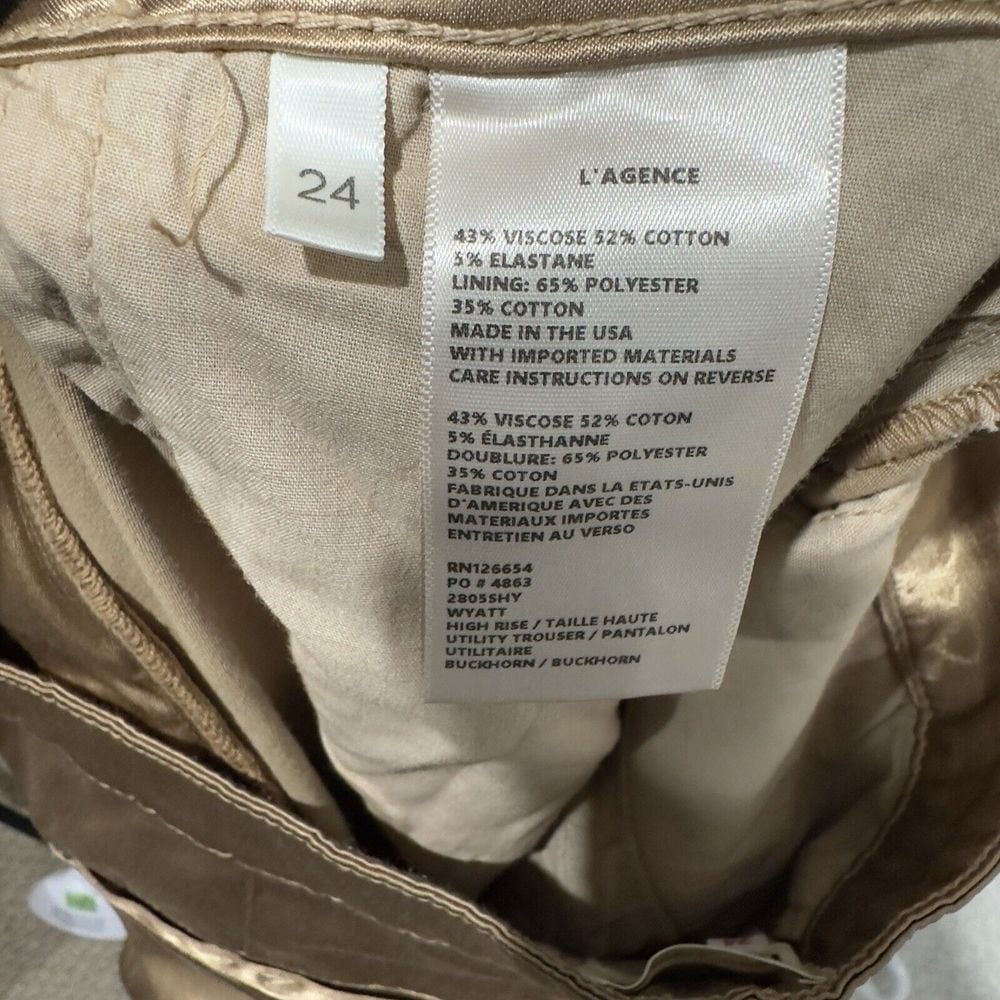 24
L'AGENCE
43% VISCOSE 52% COTTON
5% ELASTANE
LINING: 65% POLYESTER
35% COTTON
MADE IN THE USA
WITH IMPORTED MATERIALS
CARE INSTRUCTIONS ON REVERSE
43% VISCOSE 52% COTON
5% ÉLASTHANNE
DOUBLURE: 65% POLYESTER
35% COTON
FABRIQUE DANS LA ETATS-UNIS
D'AMERIQUE AVEC DES
MATERIAUX IMPORTES
ENTRETIEN AU VERSO
RN126654
PO # 4863
2805SHY
WYATT
HIGH RISE / TAILLE HAUTE
UTILITY TROUSER / PANTALON
UTILITAIRE
BUCKHORN / BUCKHORN